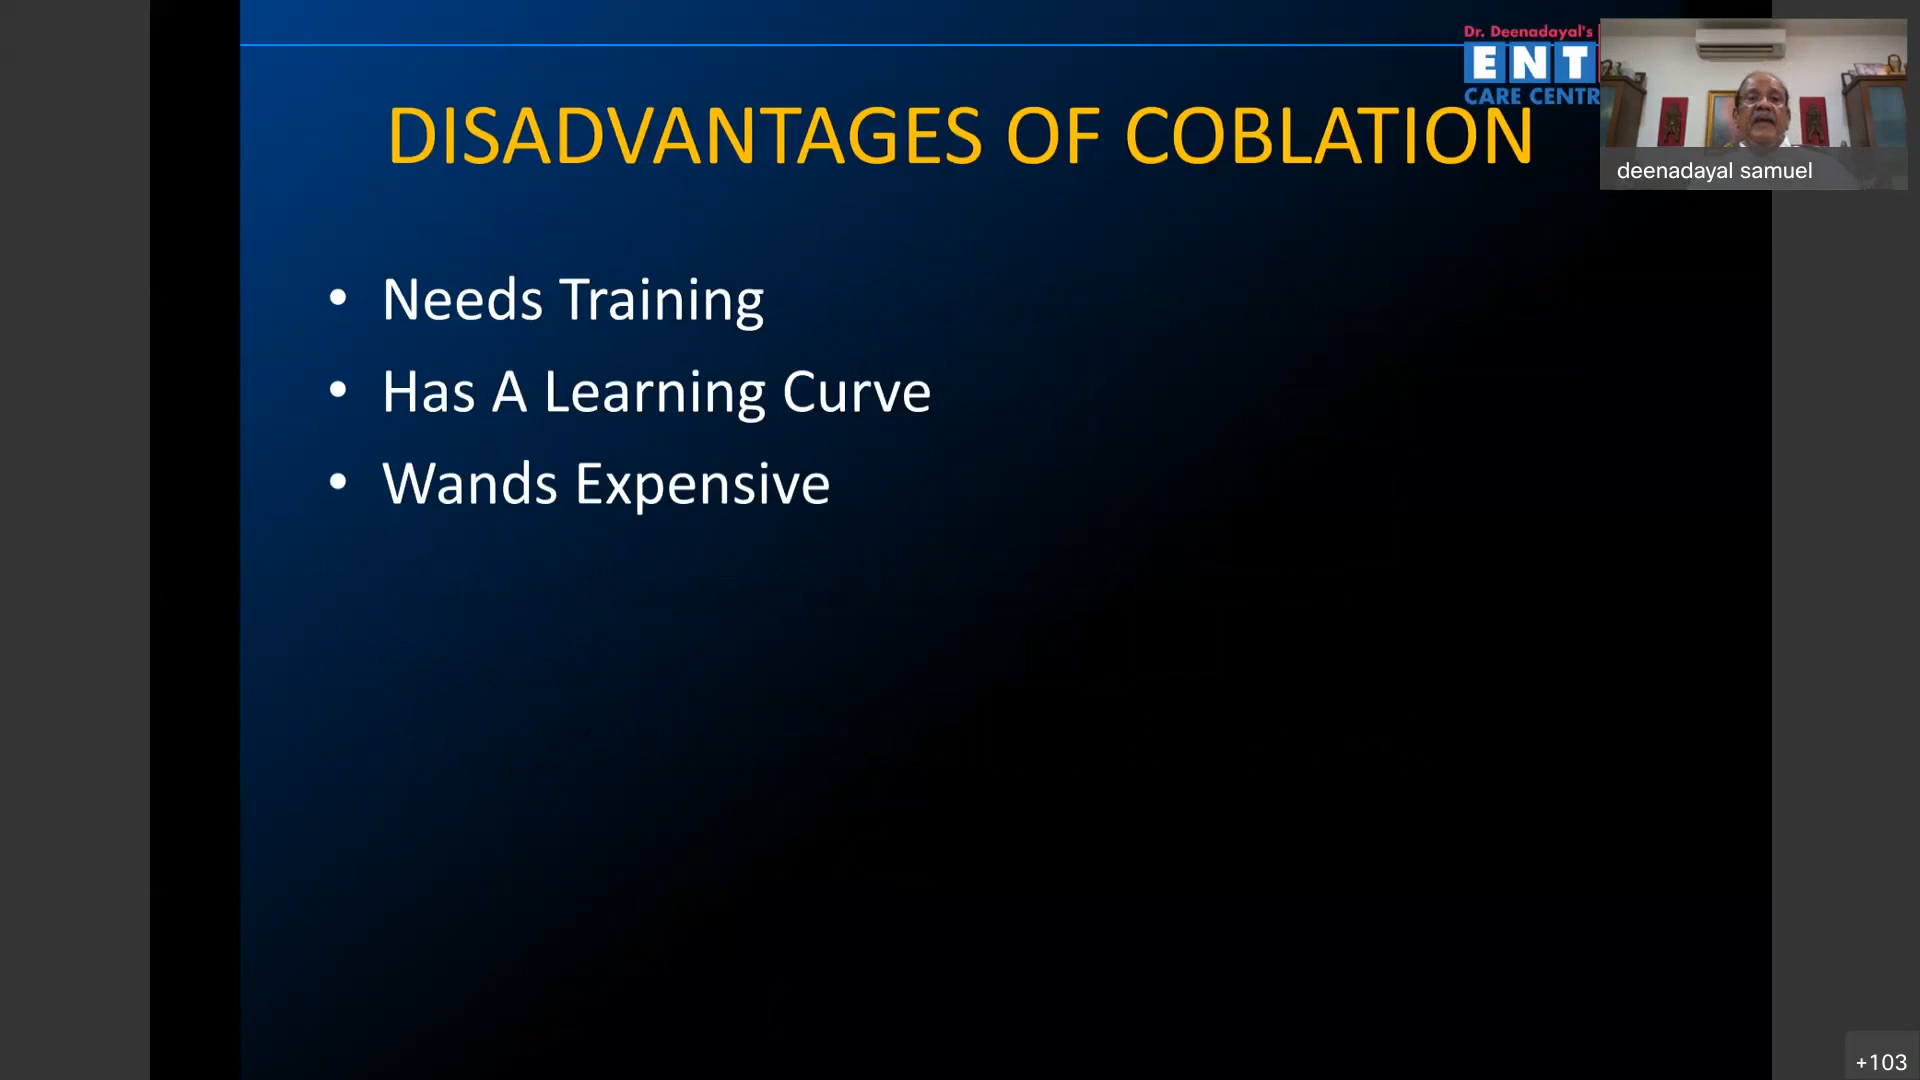 Dr. Deenadayal's
ENT
CARE CENTR
DISADVANTAGES OF COBLATION
deenadayal samuel
• Needs Training
• Has A Learning Curve
• Wands Expensive
+103